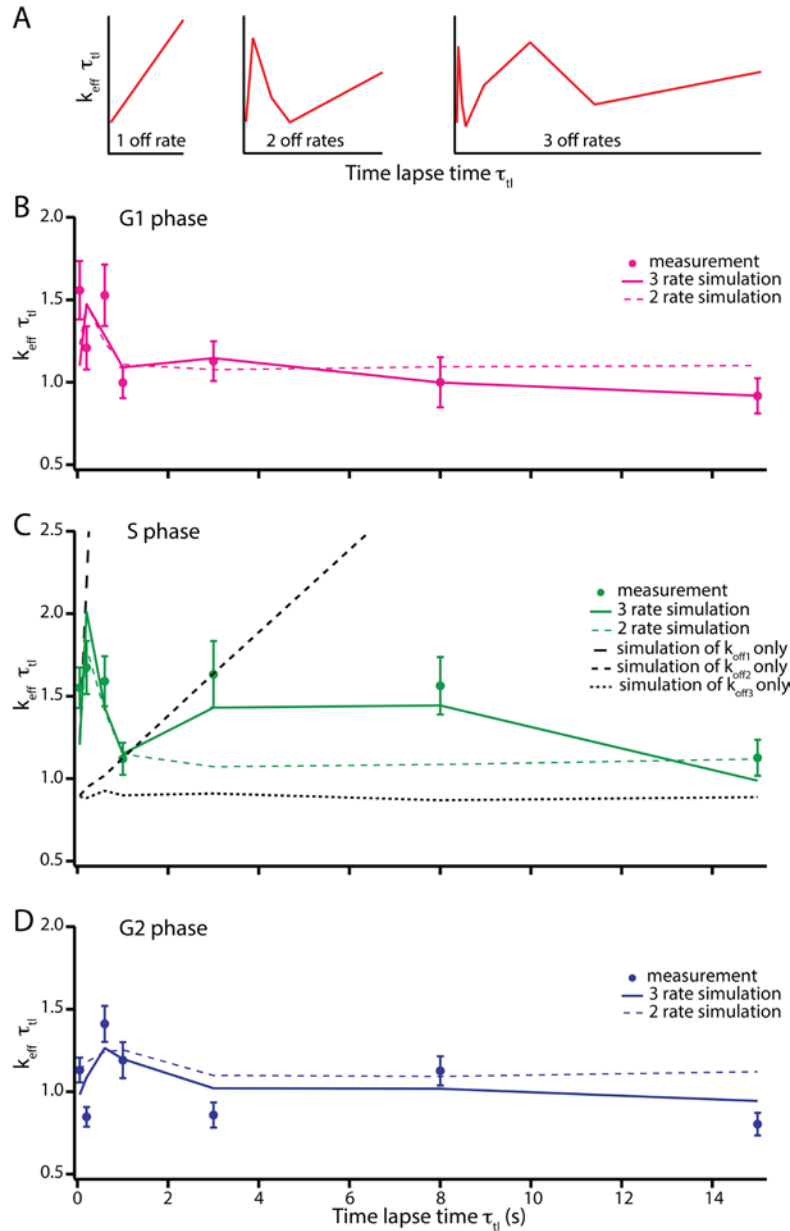 A
k_eff τ_tl
1 off rate
2 off rates
3 off rates
Time lapse time τ_tl
B
G1 phase
2.0
1.5
1.0
0.5
k_eff τ_tl
measurement
3 rate simulation
2 rate simulation
C
S phase
2.5
2.0
1.5
1.0
0.5
k_eff τ_tl
measurement
3 rate simulation
2 rate simulation
simulation of k_off1 only
simulation of k_off2 only
simulation of k_off3 only
D
G2 phase
2.0
1.5
1.0
0.5
k_eff τ_tl
measurement
3 rate simulation
2 rate simulation
0 2 4 6 8 10 12 14
Time lapse time τ_tl (s)